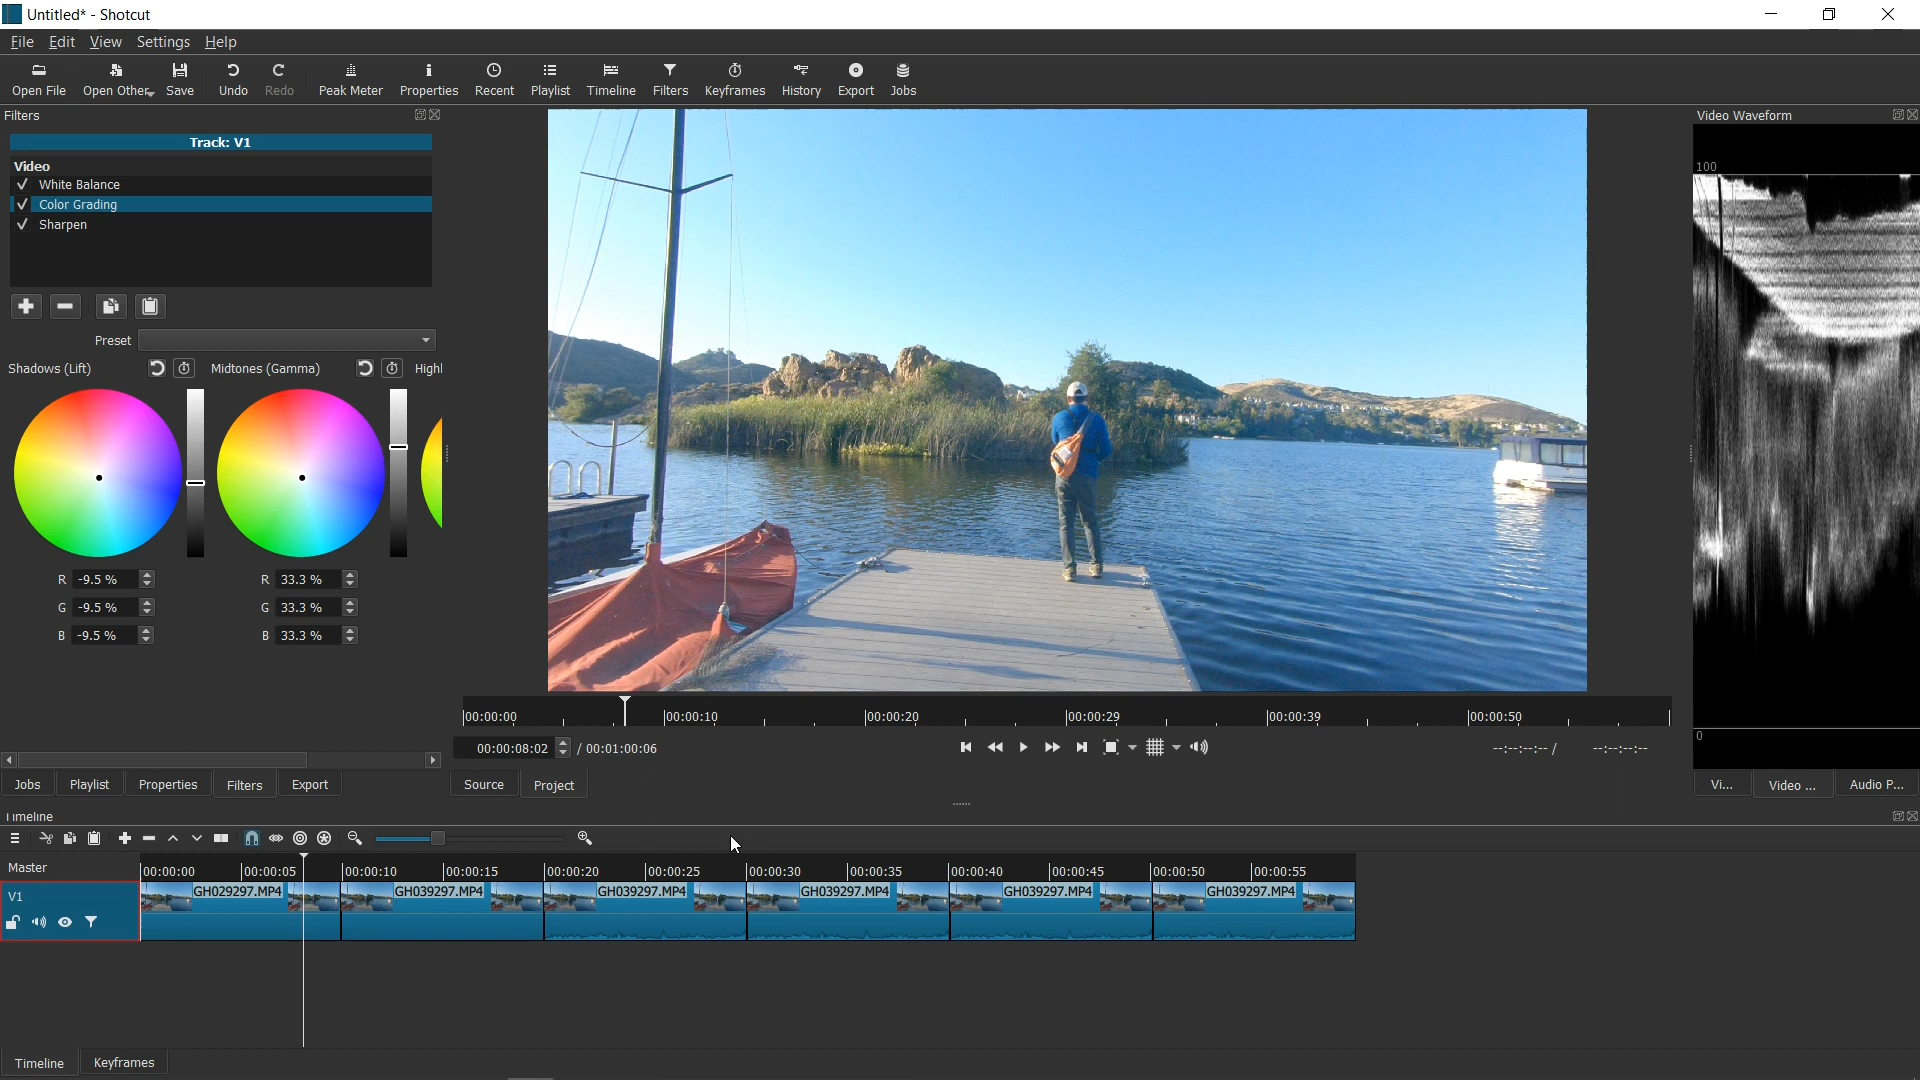 Untitled* - Shotcut
File Edit View Settings Help
Open File Open Other Save Undo Redo Peak Meter Properties Recent Playlist Timeline Filters Keyframes History Export Jobs
Filters
Track: V1
Video
White Balance
Color Grading
Sharpen
Preset
Shadows (Lift) Midtones (Gamma) Highl
R -9.5 % R 33.3 %
G -9.5 % G 33.3 %
B -9.5 % B 33.3 %
Jobs Playlist Properties Filters Export
00:00:00 00:00:10 00:00:20 00:00:29 00:00:39 00:00:50
00:00:08:02 / 00:01:00:06 --:--:--:-- / --:--:--:--
Source Project
Video Waveform
100
0
Vi... Video ... Audio P...
Timeline
Master
00:00:00 00:00:05 00:00:10 00:00:15 00:00:20 00:00:25 00:00:30 00:00:35 00:00:40 00:00:45 00:00:50 00:00:55
V1
GH029297.MP4 GH039297.MP4 GH039297.MP4 GH039297.MP4 GH039297.MP4 GH039297.MP4
Timeline Keyframes